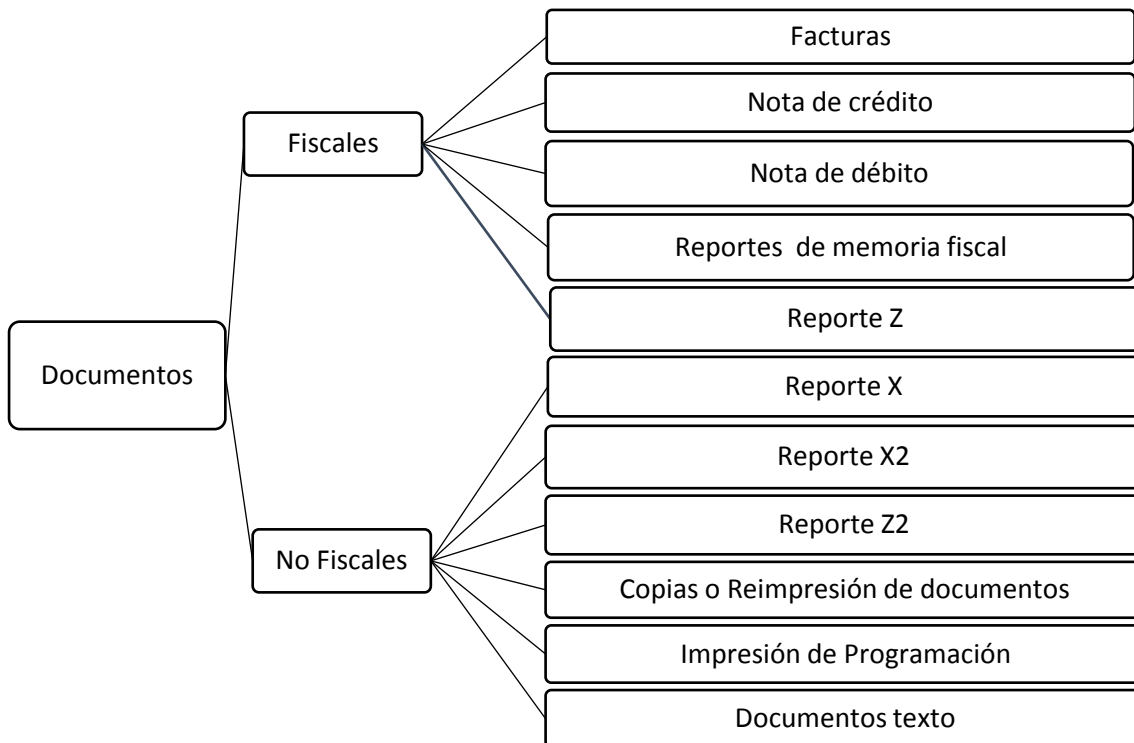 Documentos
Fiscales
Facturas
Nota de crédito
Nota de débito
Reportes  de memoria fiscal
Reporte Z
No Fiscales
Reporte X
Reporte X2
Reporte Z2
Copias o Reimpresión de documentos
Impresión de Programación
Documentos texto